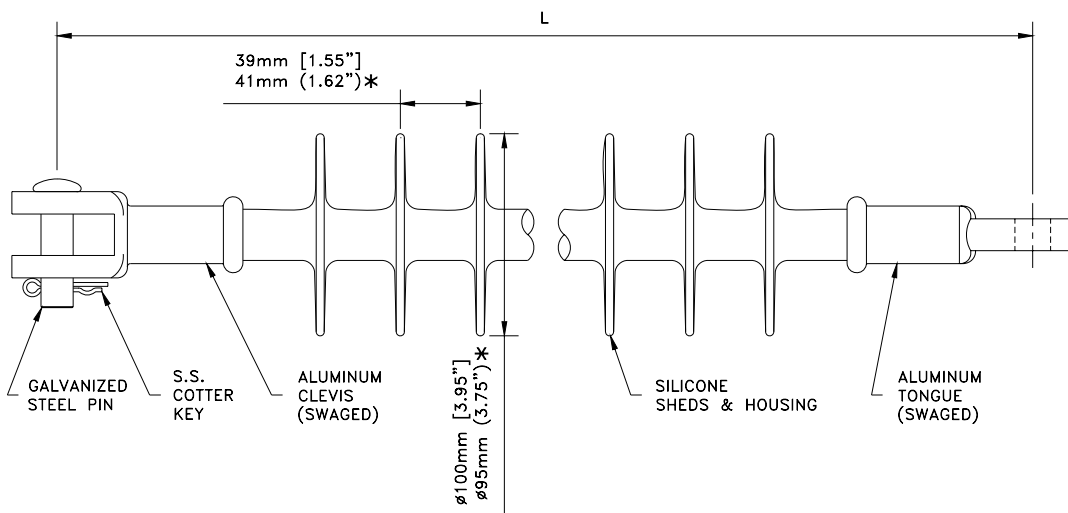 L
39mm [1.55”]
41mm (1.62”)*
ø100mm [3.95”]
ø95mm (3.75”)*
GALVANIZED
STEEL PIN
S.S.
COTTER
KEY
ALUMINUM
CLEVIS
(SWAGED)
SILICONE
SHEDS & HOUSING
ALUMINUM
TONGUE
(SWAGED)